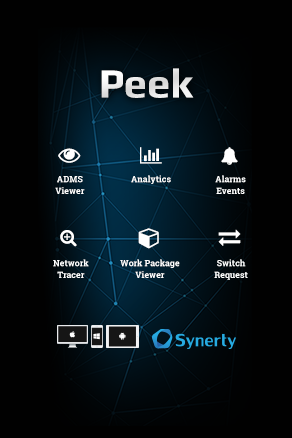 Peek
ADMS
Viewer
Analytics
Alarms
Events
Network
Tracer
Work Package
Viewer
Switch
Request
Synerty